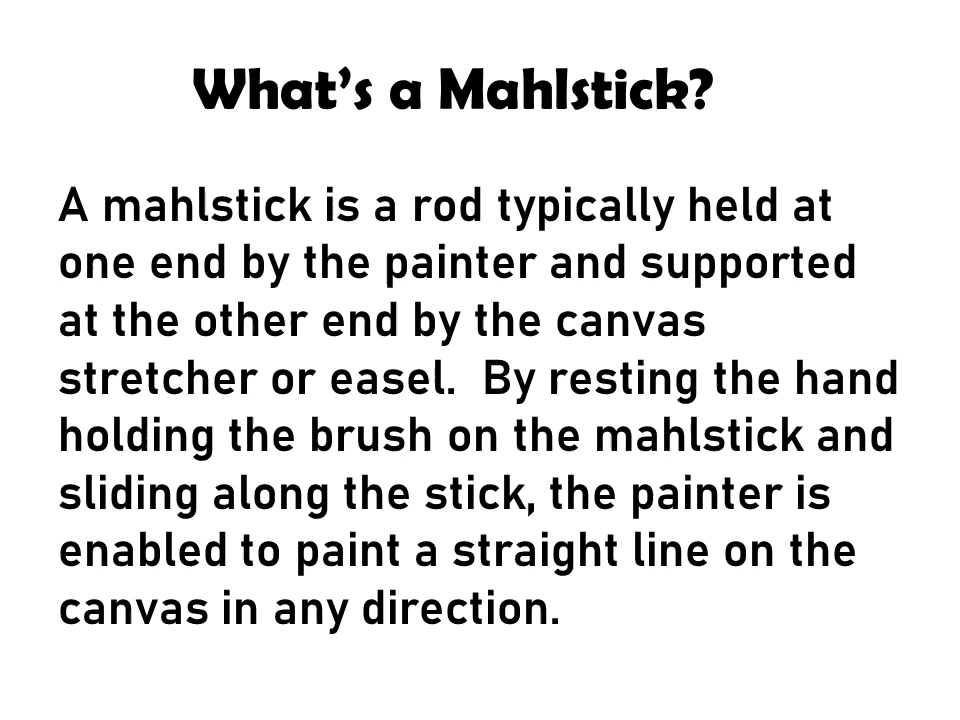 What’s a Mahlstick?
A mahlstick is a rod typically held at
one end by the painter and supported
at the other end by the canvas
stretcher or easel.  By resting the hand
holding the brush on the mahlstick and
sliding along the stick, the painter is
enabled to paint a straight line on the
canvas in any direction.